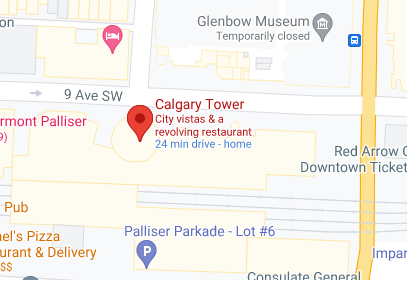 on
Glenbow Museum
Temporarily closed
9 Ave SW
Calgary Tower
City vistas & a
revolving restaurant
24 min drive - home
rmont Palliser
9)
Red Arrow C
Downtown Ticket
Pub
el's Pizza
urant & Delivery
$$
Palliser Parkade - Lot #6
P
Impar
Consulate General